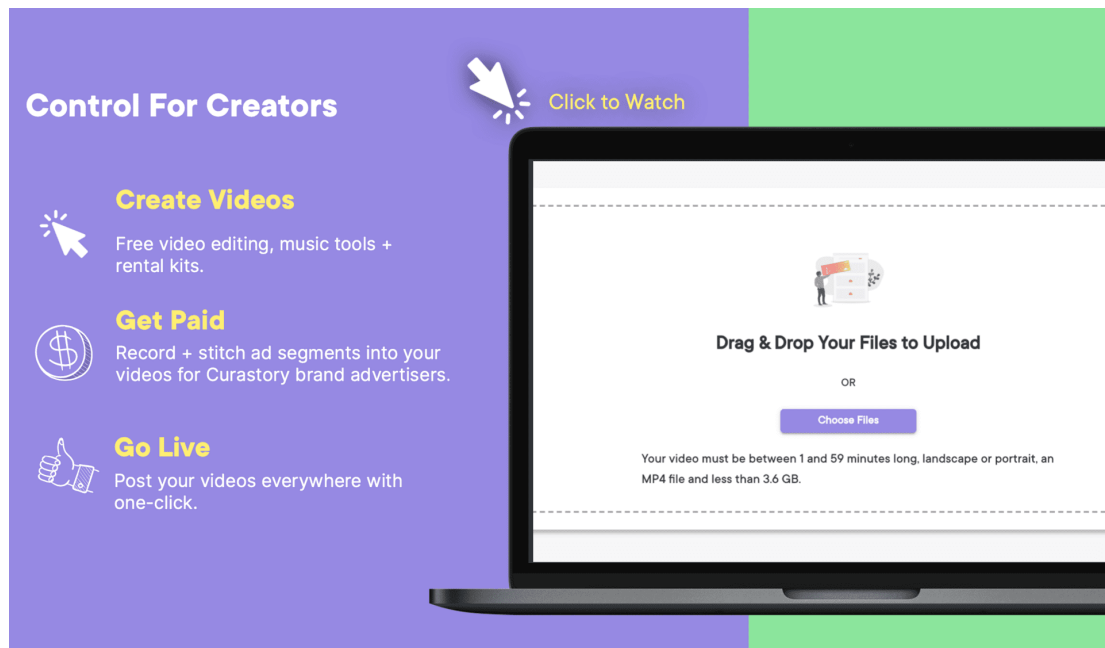 Control For Creators
Click to Watch
Create Videos
Free video editing, music tools +
rental kits.
Get Paid
Record + stitch ad segments into your
videos for Curastory brand advertisers.
Go Live
Post your videos everywhere with
one-click.
Drag & Drop Your Files to Upload
OR
Choose Files
Your video must be between 1 and 59 minutes long, landscape or portrait, an
MP4 file and less than 3.6 GB.